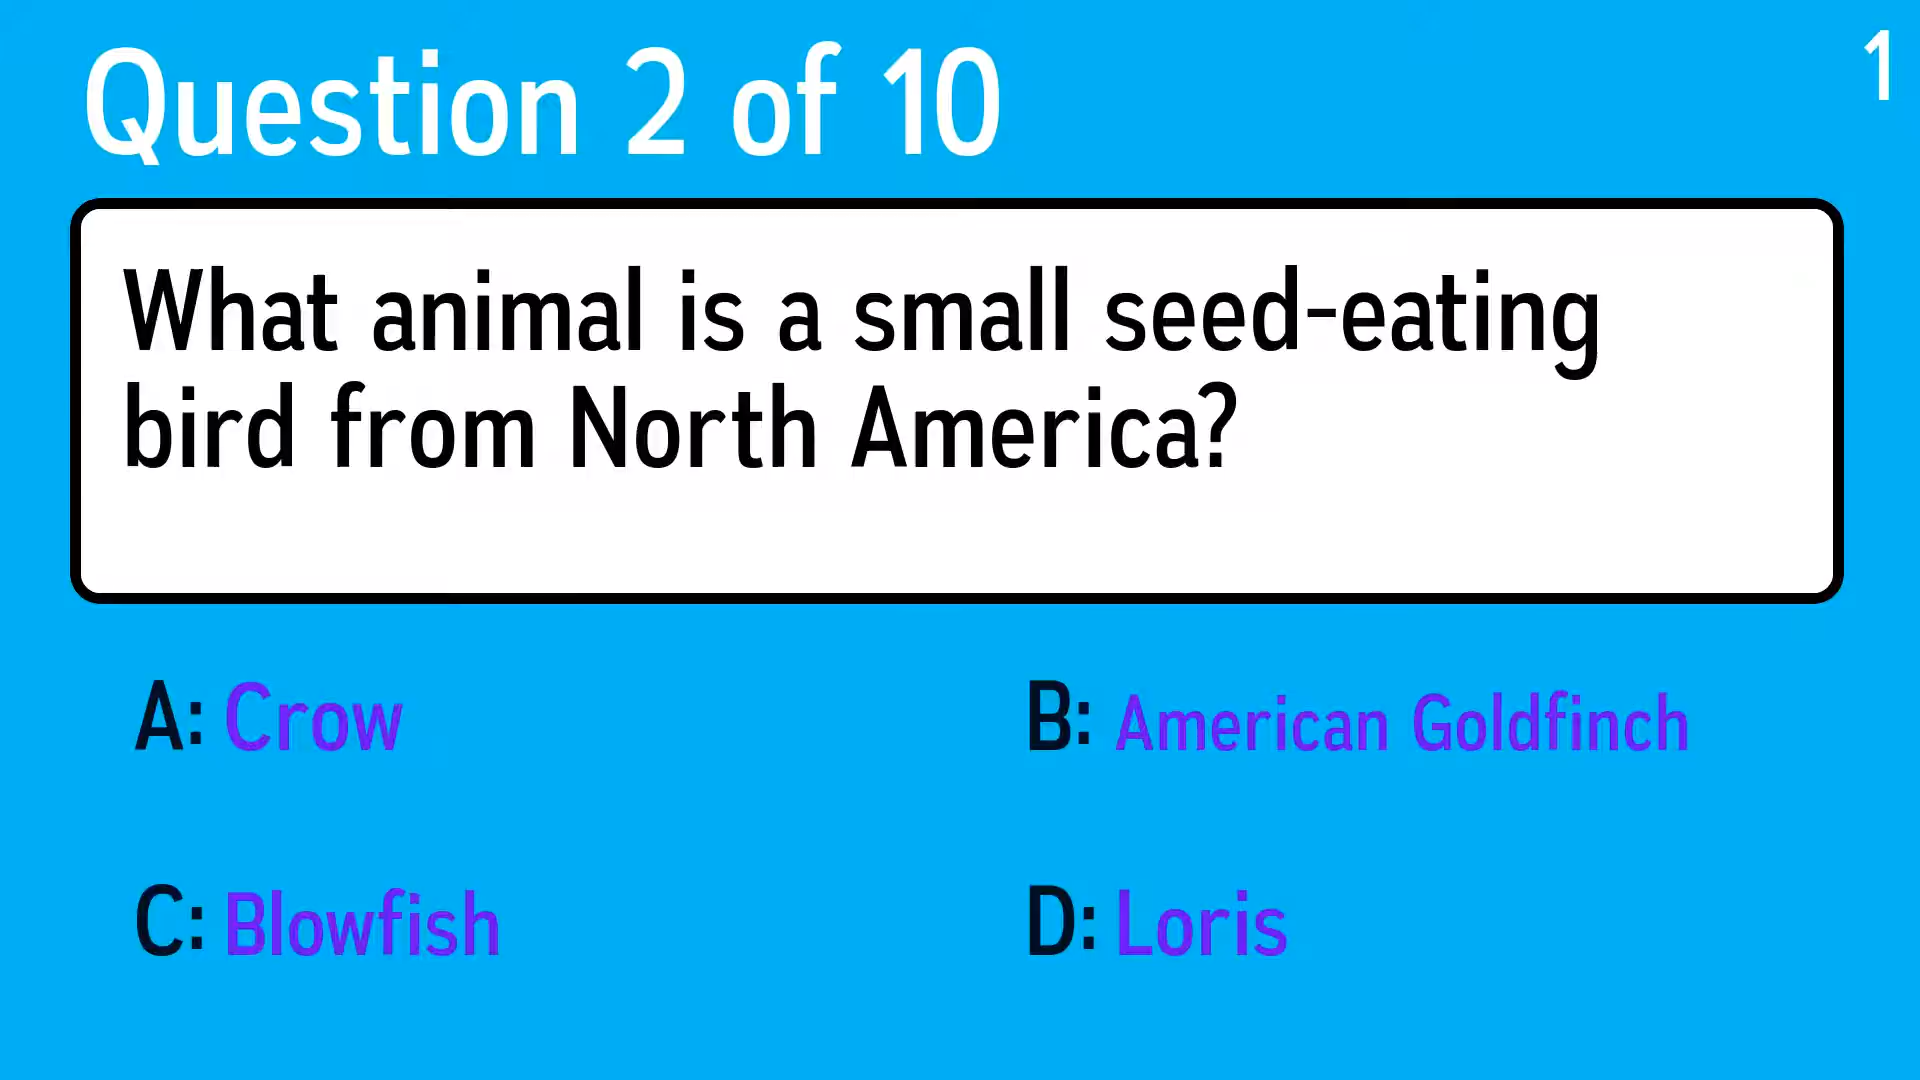 Question 2 of 10
1
What animal is a small seed-eating
bird from North America?
A: Crow
B: American Goldfinch
C: Blowfish
D: Loris